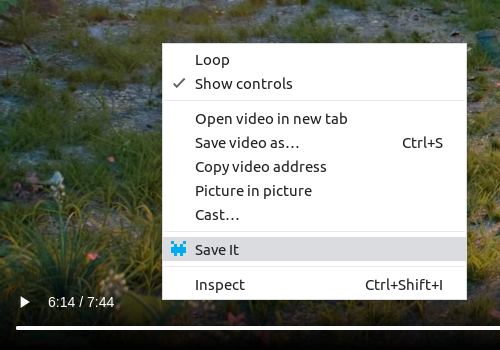 Loop
Show controls
Open video in new tab
Save video as… Ctrl+S
Copy video address
Picture in picture
Cast…
Save It
Inspect Ctrl+Shift+I
6:14 / 7:44